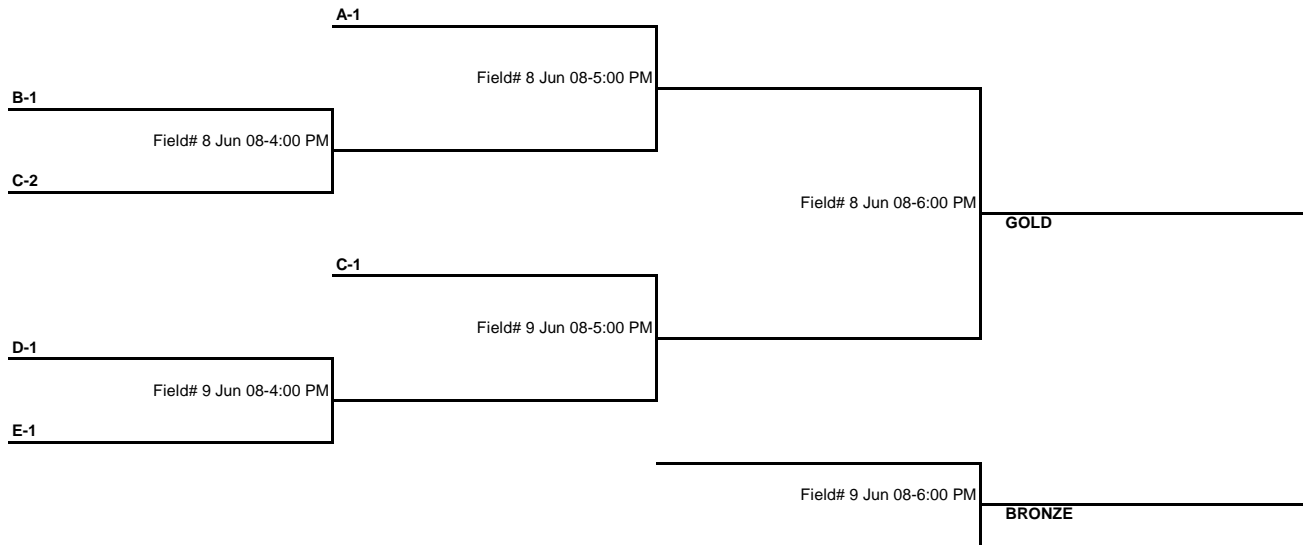 A-1
Field# 8 Jun 08-5:00 PM
B-1
Field# 8 Jun 08-4:00 PM
C-2
Field# 8 Jun 08-6:00 PM
GOLD
C-1
Field# 9 Jun 08-5:00 PM
D-1
Field# 9 Jun 08-4:00 PM
E-1
Field# 9 Jun 08-6:00 PM
BRONZE